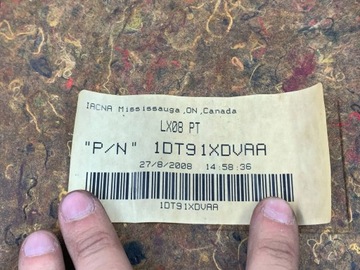 IACNA Mississauga,ON,Canada
LX08 PT
"P/N" 1DT91XDVAA
27/8/2008 14:58:36
1DT91XDVAA